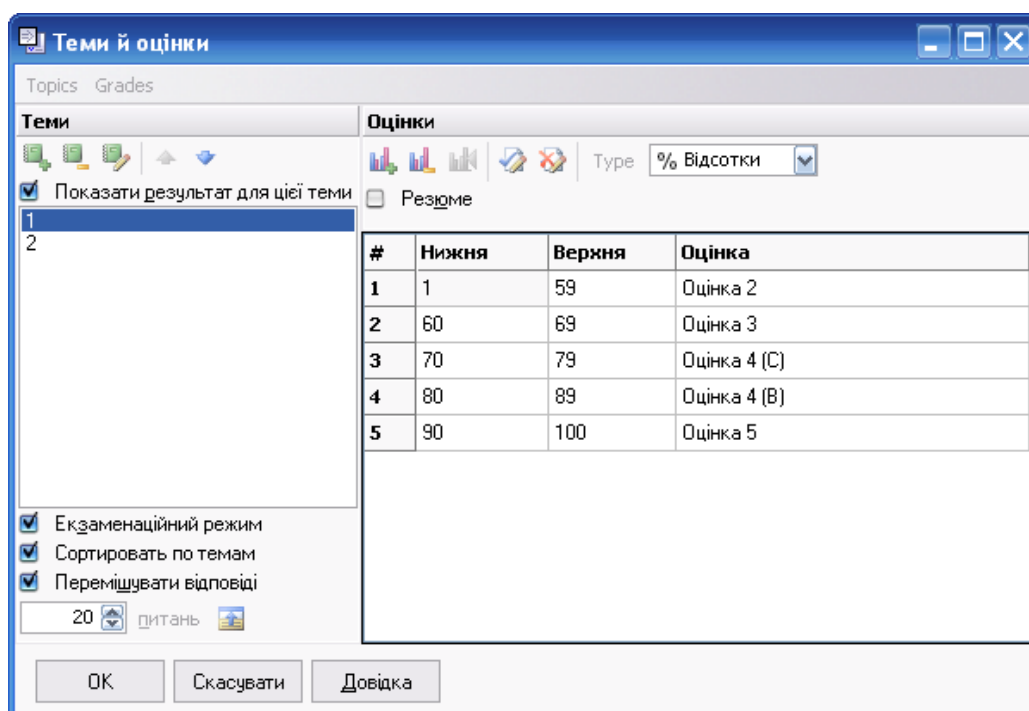 Теми й оцінки
Topics Grades
Теми
Оцінки
Type % Відсотки
Показати результат для цієї теми
Резюме
1
2
# Нижня Верхня Оцінка
1 1 59 Оцінка 2
2 60 69 Оцінка 3
3 70 79 Оцінка 4 (C)
4 80 89 Оцінка 4 (B)
5 90 100 Оцінка 5
Екзаменаційний режим
Сортировать по темам
Перемішувати відповіді
20 питань
OK Скасувати Довідка